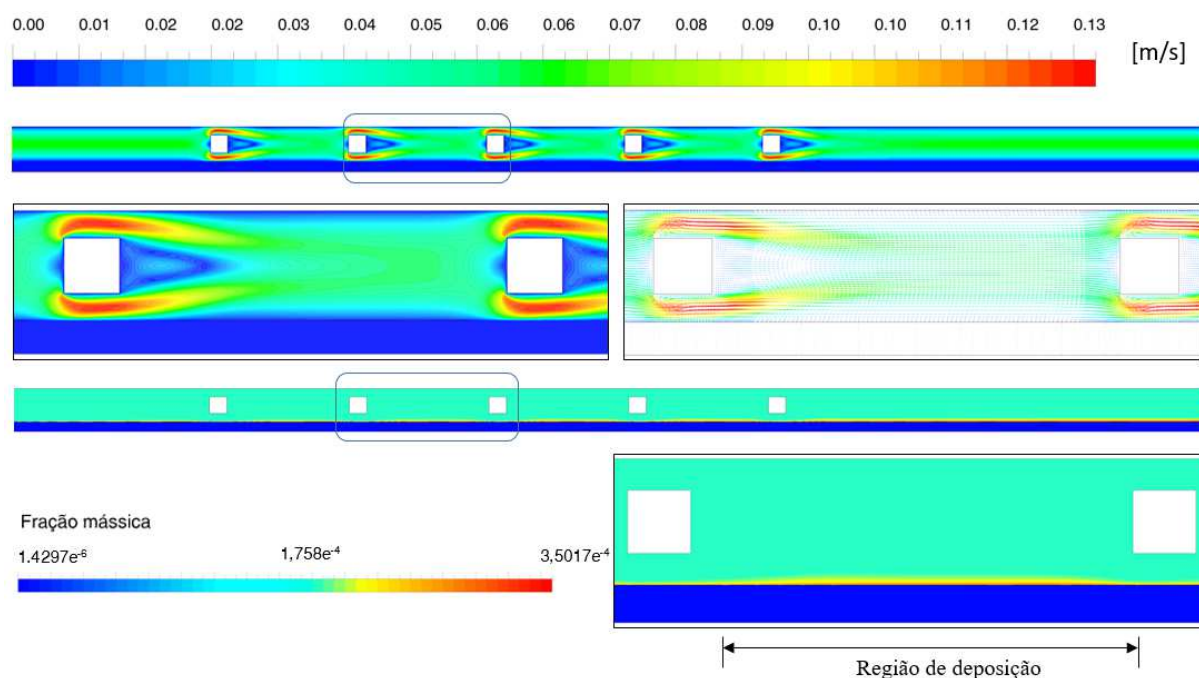 0.00 0.01 0.02 0.02 0.04 0.05 0.06 0.06 0.07 0.08 0.09 0.10 0.10 0.11 0.12 0.13
[m/s]
Fração mássica
1.4297e-6 1,758e-4 3,5017e-4
Região de deposição